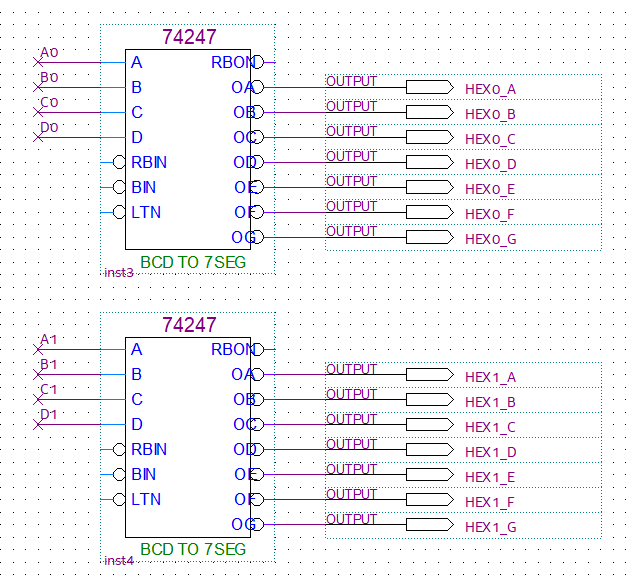 74247
A0 A RBON
B0 B OA OUTPUT HEX0_A
C0 C OB OUTPUT HEX0_B
D0 D OC OUTPUT HEX0_C
RBIN OD OUTPUT HEX0_D
BIN OE OUTPUT HEX0_E
LTN OF OUTPUT HEX0_F
OG OUTPUT HEX0_G
BCD TO 7SEG
inst3
74247
A1 A RBON
B1 B OA OUTPUT HEX1_A
C1 C OB OUTPUT HEX1_B
D1 D OC OUTPUT HEX1_C
RBIN OD OUTPUT HEX1_D
BIN OE OUTPUT HEX1_E
LTN OF OUTPUT HEX1_F
OG OUTPUT HEX1_G
BCD TO 7SEG
inst4